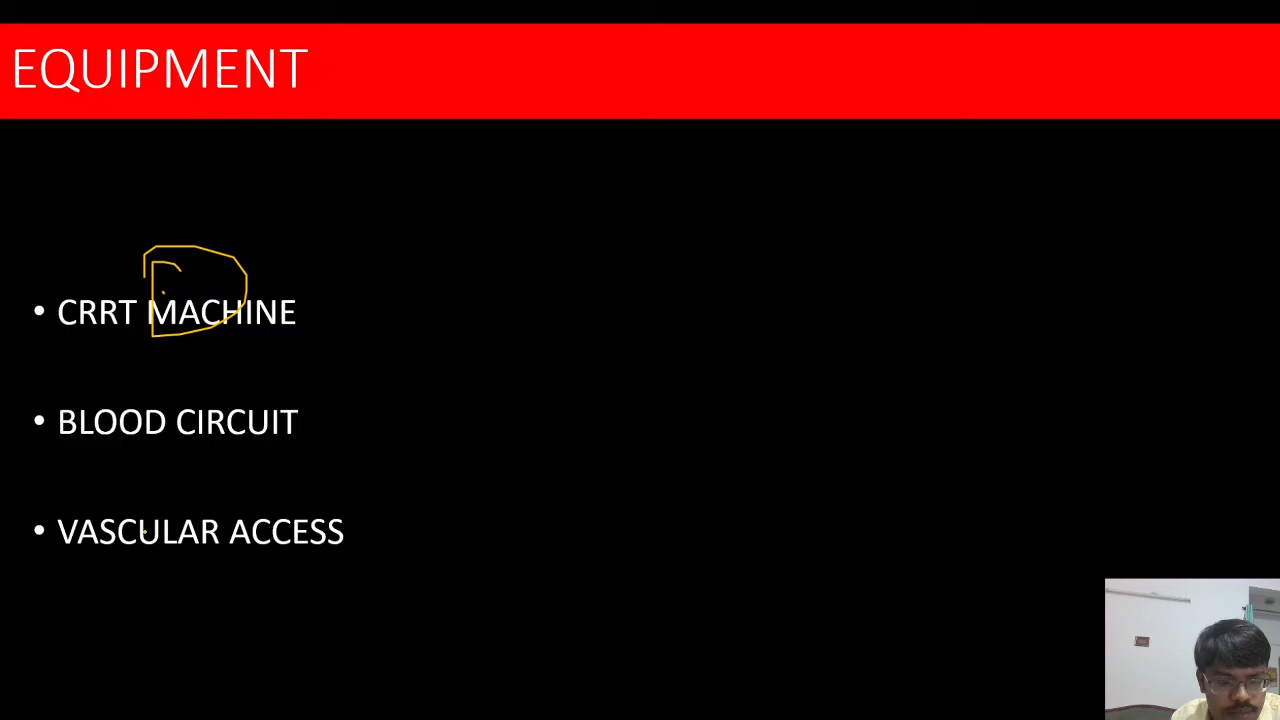 EQUIPMENT
• CRRT MACHINE
• BLOOD CIRCUIT
• VASCULAR ACCESS